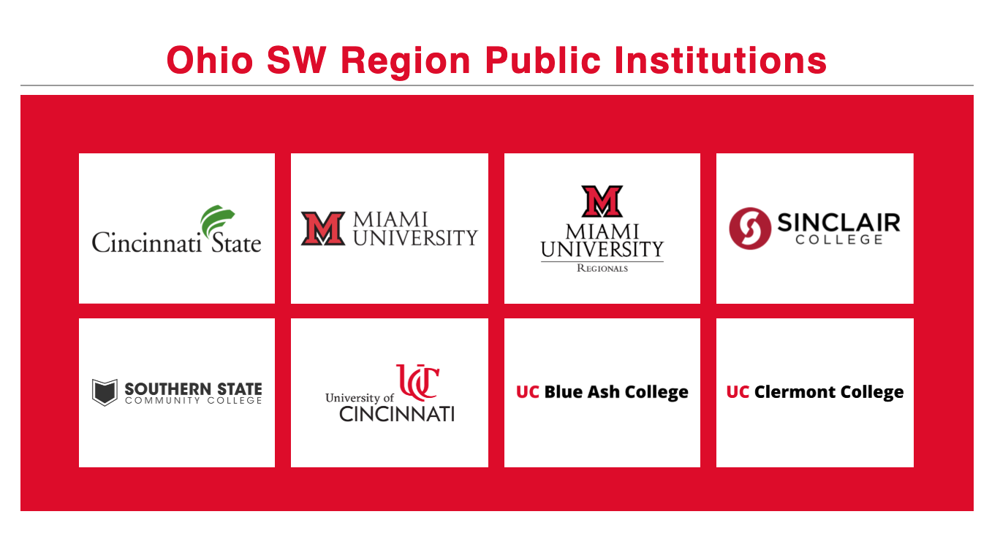 Ohio SW Region Public Institutions
Cincinnati State
M MIAMI
UNIVERSITY
M
MIAMI
UNIVERSITY
REGIONALS
SINCLAIR
COLLEGE
SOUTHERN STATE
COMMUNITY COLLEGE
UC
University of
CINCINNATI
UC Blue Ash College
UC Clermont College